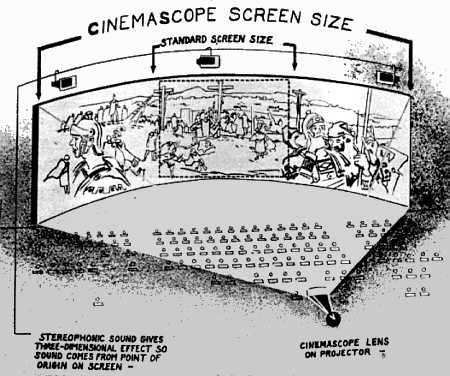 CINEMASCOPE SCREEN SIZE
STANDARD SCREEN SIZE
STEREOPHONIC SOUND GIVES
THREE-DIMENSIONAL EFFECT SO
SOUND COMES FROM POINT OF
ORIGIN ON SCREEN –
CINEMASCOPE LENS
ON PROJECTOR –